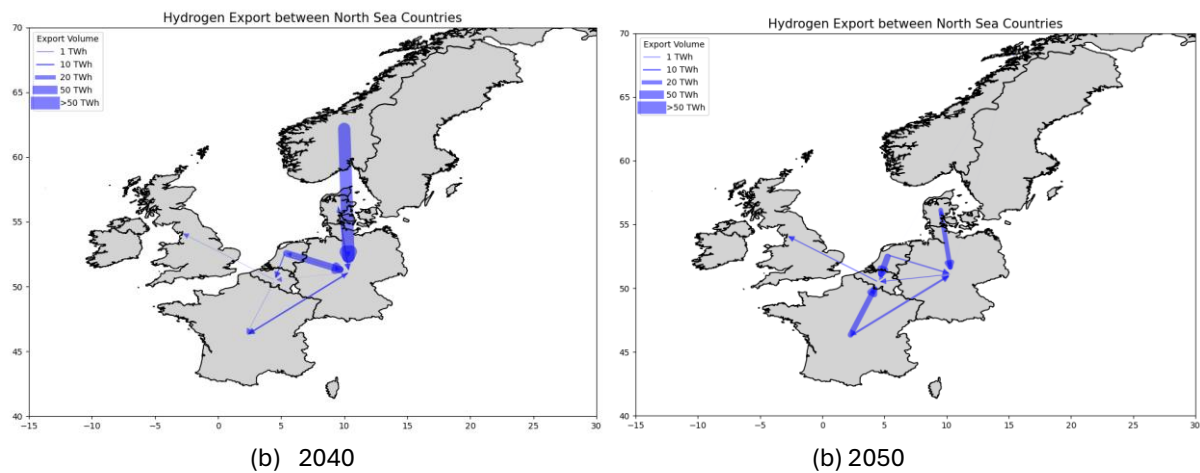 Hydrogen Export between North Sea Countries
70
65
60
55
50
45
40
Export Volume
1 TWh
10 TWh
20 TWh
50 TWh
>50 TWh
−15 −10 −5 0 5 10 15 20 25 30
(b) 2040
Hydrogen Export between North Sea Countries
70
65
60
55
50
45
40
Export Volume
1 TWh
10 TWh
20 TWh
50 TWh
>50 TWh
−15 −10 −5 0 5 10 15 20 25 30
(b) 2050